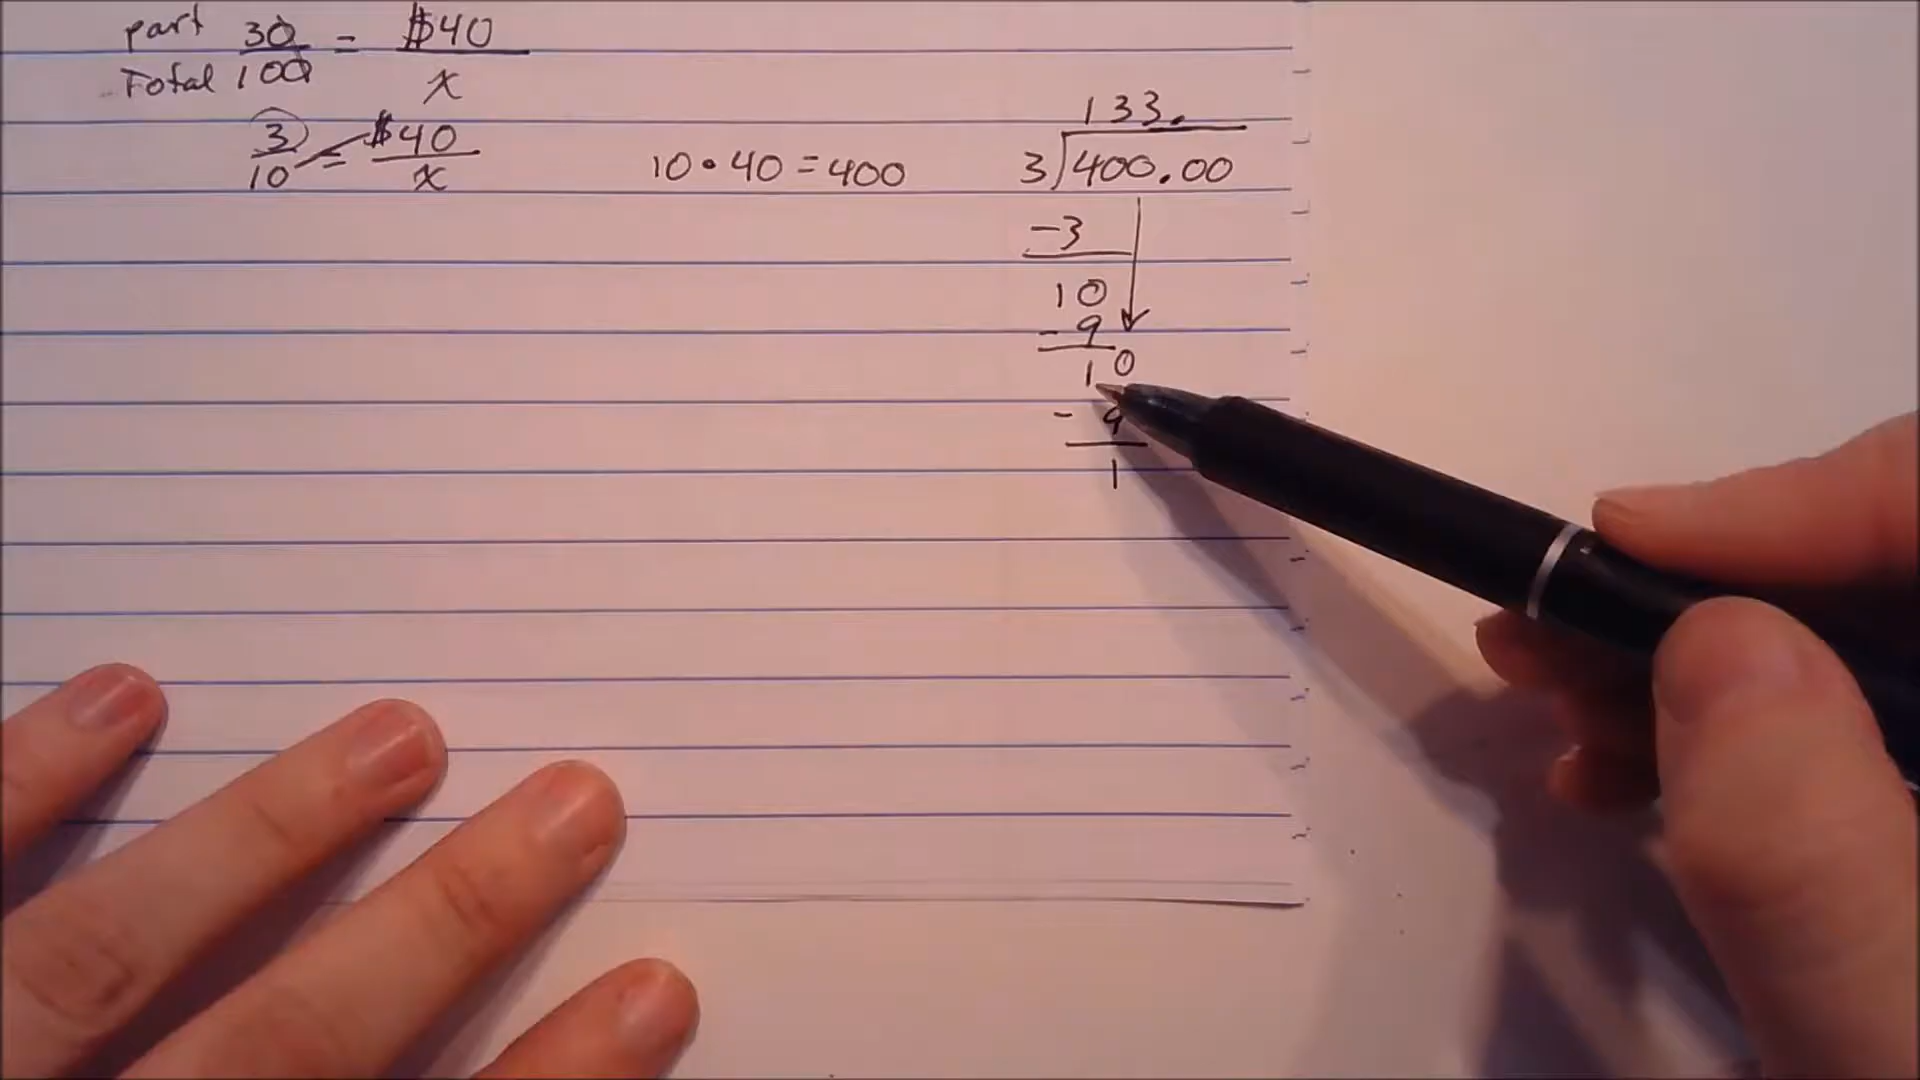 part 30 = $40
Total 100 x
3 = $40
10 x
10 • 40 = 400
133.
3 400.00
-3
10
- 9
10
- 9
1